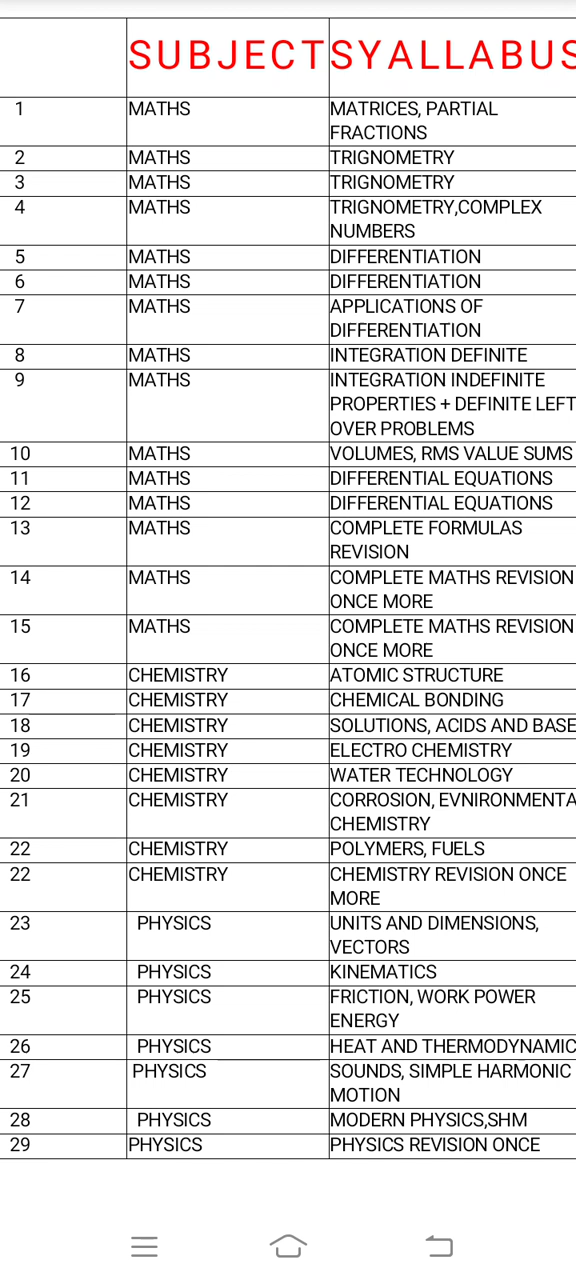 SUBJECT SYALLABUS
1 MATHS MATRICES, PARTIAL
FRACTIONS
2 MATHS TRIGNOMETRY
3 MATHS TRIGNOMETRY
4 MATHS TRIGNOMETRY,COMPLEX
NUMBERS
5 MATHS DIFFERENTIATION
6 MATHS DIFFERENTIATION
7 MATHS APPLICATIONS OF
DIFFERENTIATION
8 MATHS INTEGRATION DEFINITE
9 MATHS INTEGRATION INDEFINITE
PROPERTIES + DEFINITE LEFT
OVER PROBLEMS
10 MATHS VOLUMES, RMS VALUE SUMS
11 MATHS DIFFERENTIAL EQUATIONS
12 MATHS DIFFERENTIAL EQUATIONS
13 MATHS COMPLETE FORMULAS
REVISION
14 MATHS COMPLETE MATHS REVISION
ONCE MORE
15 MATHS COMPLETE MATHS REVISION
ONCE MORE
16 CHEMISTRY ATOMIC STRUCTURE
17 CHEMISTRY CHEMICAL BONDING
18 CHEMISTRY SOLUTIONS, ACIDS AND BASE
19 CHEMISTRY ELECTRO CHEMISTRY
20 CHEMISTRY WATER TECHNOLOGY
21 CHEMISTRY CORROSION, EVNIRONMENTA
CHEMISTRY
22 CHEMISTRY POLYMERS, FUELS
22 CHEMISTRY CHEMISTRY REVISION ONCE
MORE
23 PHYSICS UNITS AND DIMENSIONS,
VECTORS
24 PHYSICS KINEMATICS
25 PHYSICS FRICTION, WORK POWER
ENERGY
26 PHYSICS HEAT AND THERMODYNAMIC
27 PHYSICS SOUNDS, SIMPLE HARMONIC
MOTION
28 PHYSICS MODERN PHYSICS,SHM
29 PHYSICS PHYSICS REVISION ONCE